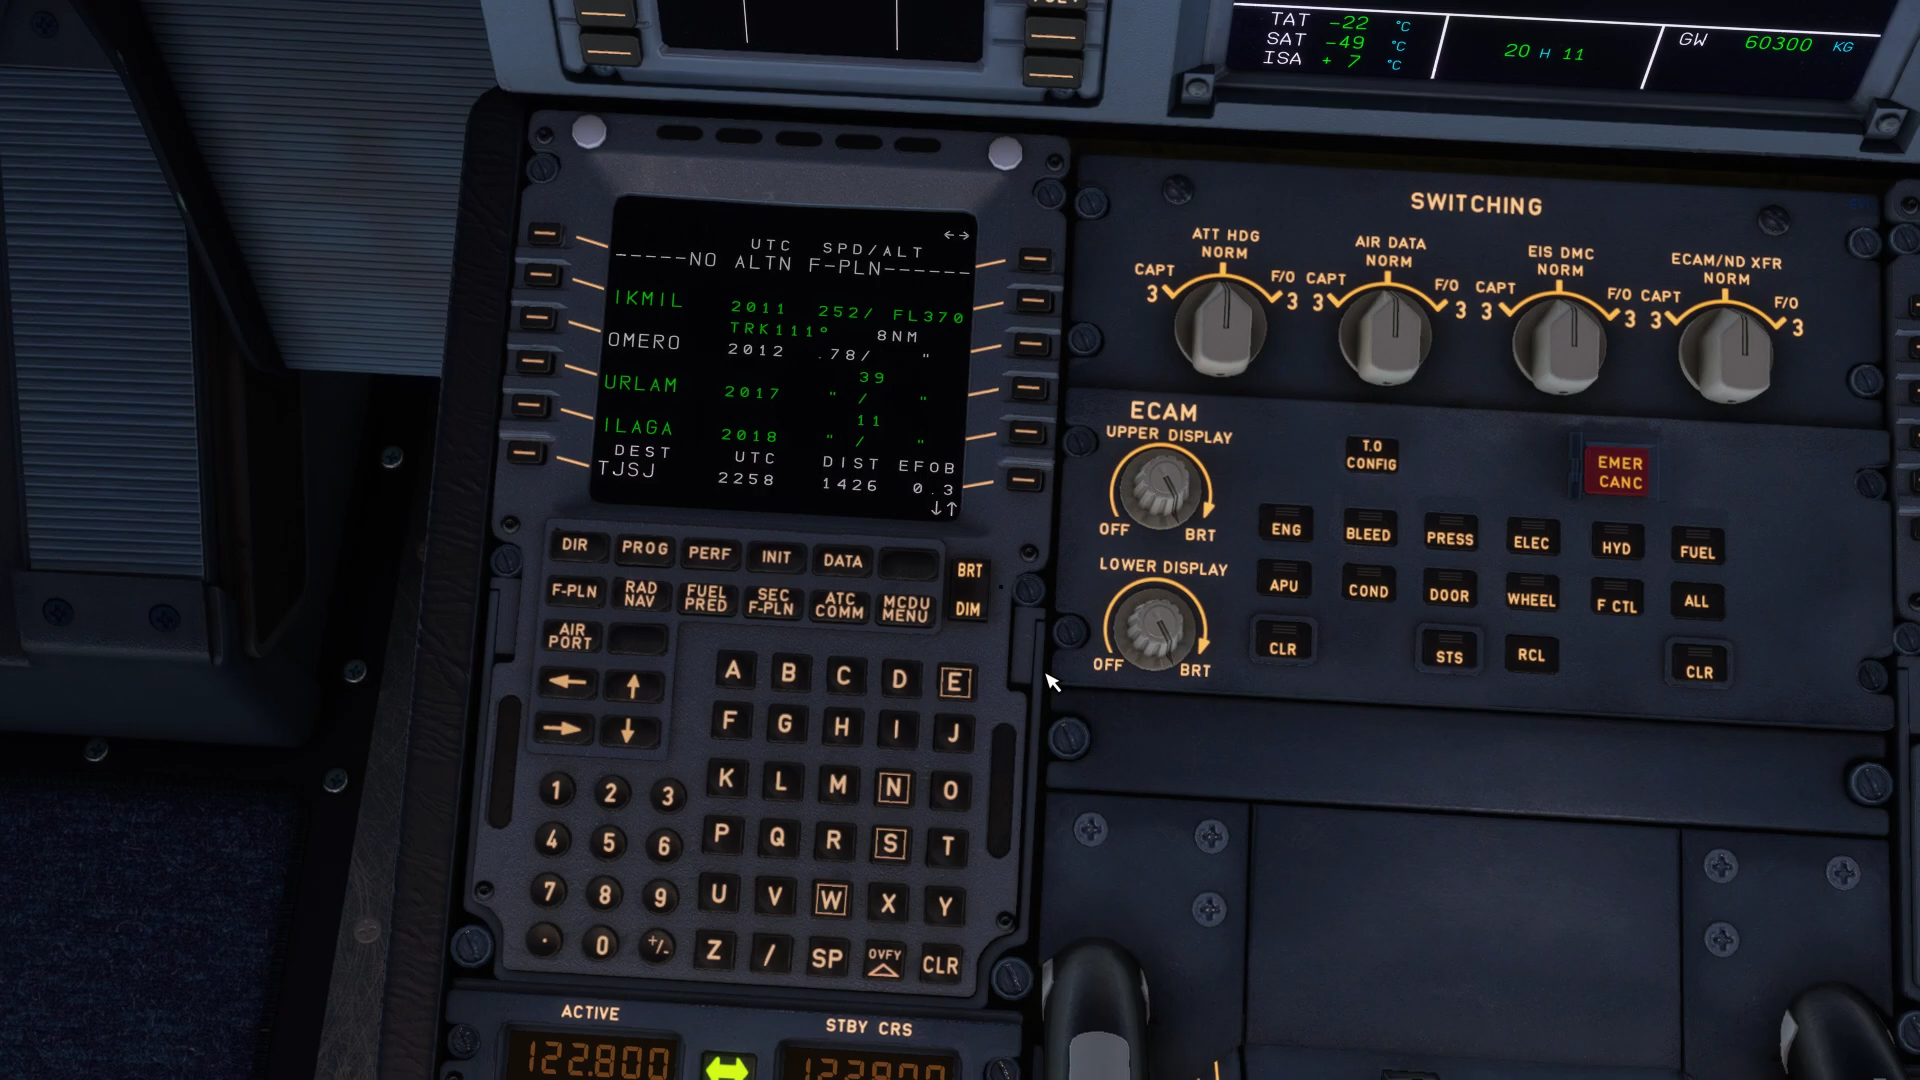 TAT -22 °C
SAT -49 °C
ISA + 7 °C
20 H 11
GW 60300 KG
←→
UTC SPD/ALT
-----NO ALTN F-PLN------
IKMIL 2011 252/ FL370
TRK111° 8NM
OMERO 2012 .78/ "
39
URLAM 2017 " / "
11
ILAGA 2018 " / "
DEST UTC DIST EFOB
TJSJ 2258 1426 0.3
↓↑
DIR PROG PERF INIT DATA
BRT
F-PLN RAD NAV FUEL PRED SEC F-PLN ATC COMM MCDU MENU
DIM
AIR PORT
← ↑
→ ↓
A B C D E
F G H I J
K L M N O
P Q R S T
U V W X Y
Z / SP OVFY CLR
1 2 3
4 5 6
7 8 9
. 0 +/-
ACTIVE
STBY CRS
122.800
SWITCHING
ATT HDG
NORM
CAPT 3 F/O 3
AIR DATA
NORM
CAPT 3 F/O 3
EIS DMC
NORM
CAPT 3 F/O 3
ECAM/ND XFR
NORM
CAPT 3 F/O 3
ECAM
UPPER DISPLAY
OFF BRT
LOWER DISPLAY
OFF BRT
T.O
CONFIG
EMER
CANC
ENG BLEED PRESS ELEC HYD FUEL
APU COND DOOR WHEEL F CTL ALL
CLR STS RCL CLR